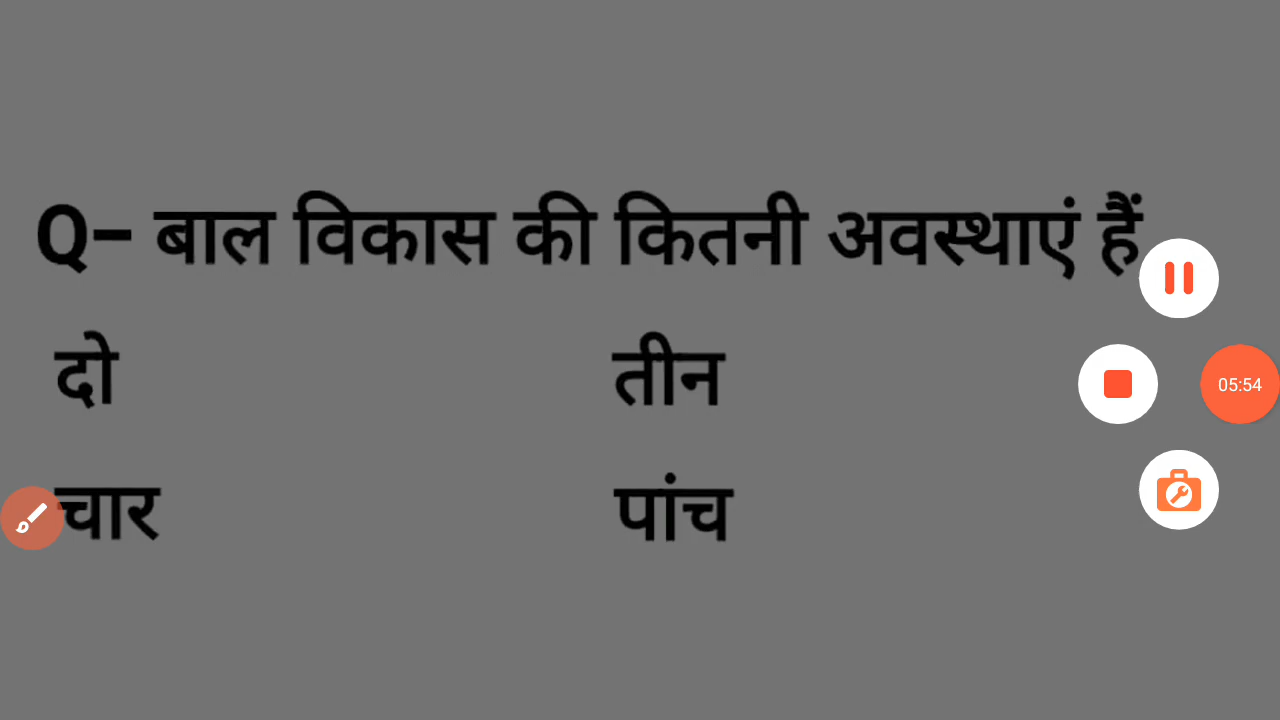 Q– बाल विकास की कितनी अवस्थाएं हैं
दो तीन
05:54
चार पांच